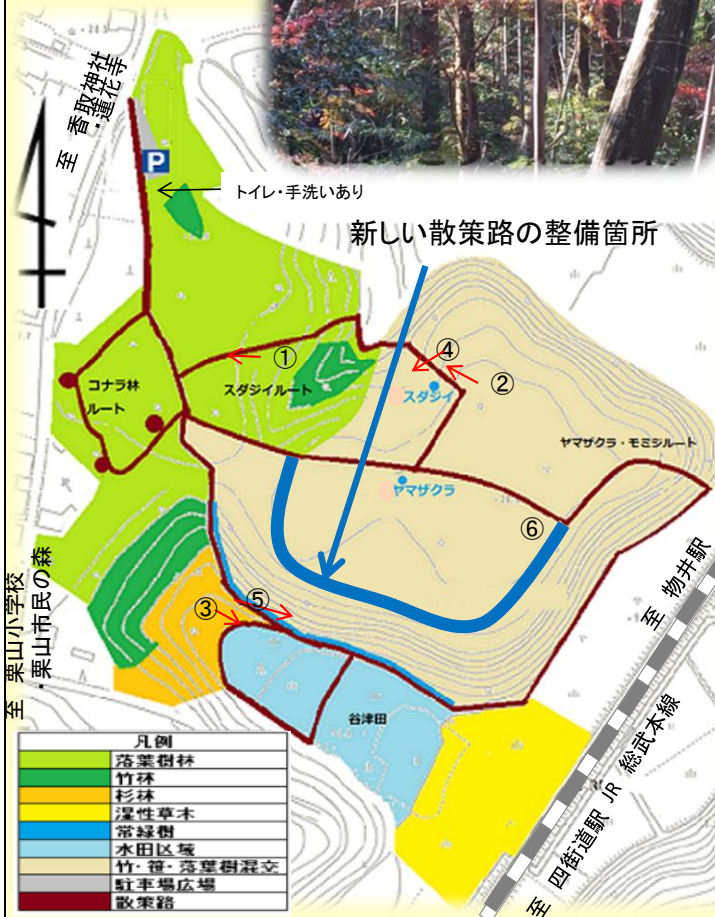 至 香取神社
・蓮花寺
P
トイレ・手洗いあり
新しい散策路の整備箇所
①
④
②
コナラ林
ルート
スダジイルート
スダジイ
ヤマザクラ・モミジルート
ヤマザクラ
⑥
③
⑤
至 物井駅
至 栗山小学校
・栗山市民の森
谷津田
至 四街道駅 JR 総武本線
凡例
落葉樹林
竹林
杉林
湿性草木
常緑樹
水田区域
竹・笹・落葉樹混交
駐車場広場
散策路